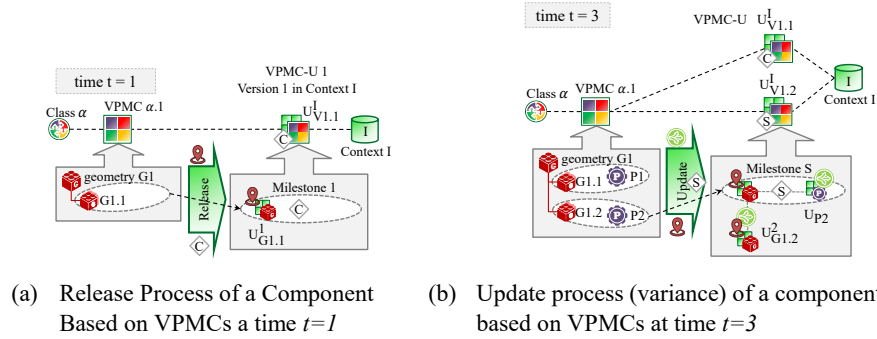 time t = 1
VPMC-U 1
Version 1 in Context I
Class α
VPMC α.1
U^I_V1.1
C
I
Context I
geometry G1
G1.1
Release
C
Milestone 1
C
U^1_G1.1
(a) Release Process of a Component
Based on VPMCs a time t=1
time t = 3
VPMC-U
U^I_V1.1
C
Class α
VPMC α.1
U^I_V1.2
S
I
Context I
geometry G1
G1.1
P
P1
G1.2
P
P2
Update
S
Milestone S
S
P
U_P2
U^2_G1.2
(b) Update process (variance) of a component
based on VPMCs at time t=3